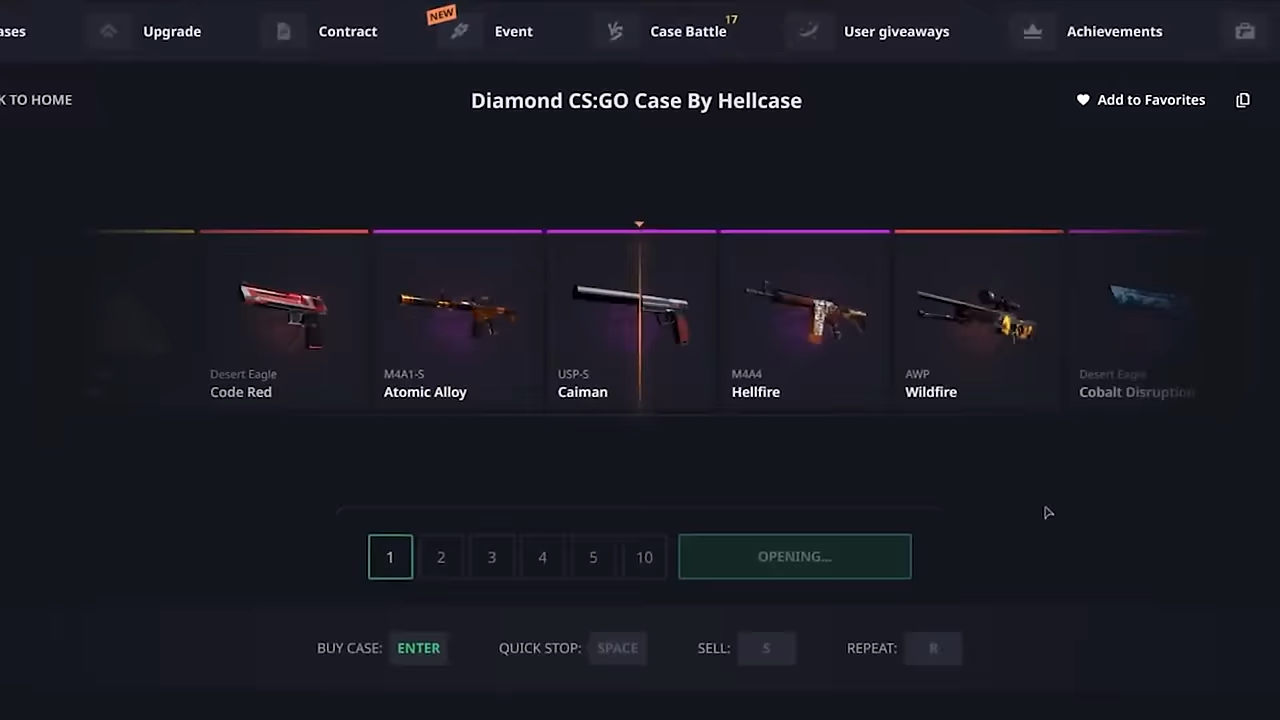 ases Upgrade Contract NEW Event Case Battle 17 User giveaways Achievements
K TO HOME Diamond CS:GO Case By Hellcase Add to Favorites
Desert Eagle M4A1-S USP-S M4A4 AWP Desert Eagle
Code Red Atomic Alloy Caiman Hellfire Wildfire Cobalt Disruption
1 2 3 4 5 10 OPENING...
BUY CASE: ENTER QUICK STOP: SPACE SELL: S REPEAT: R